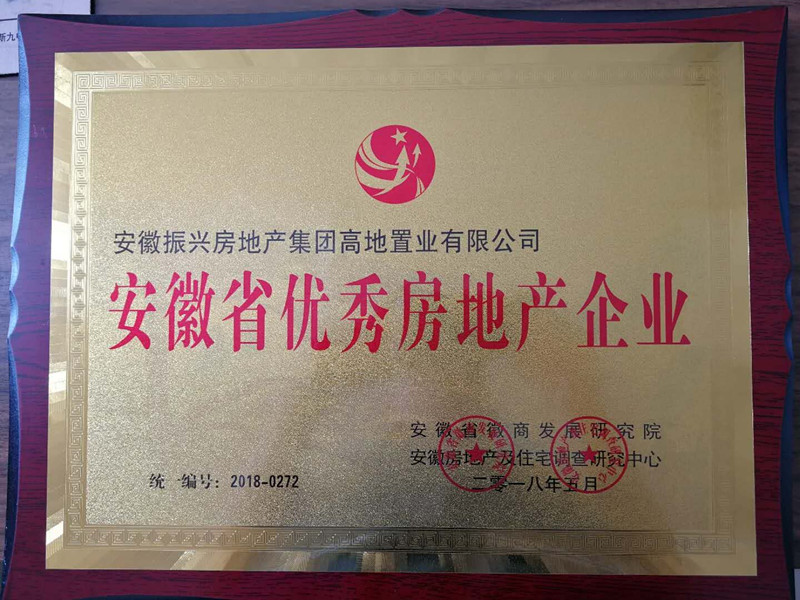 安徽振兴房地产集团高地置业有限公司
安徽省优秀房地产企业
安徽省徽商发展研究院
安徽房地产及住宅调查研究中心
统一编号：2018-0272
二零一八年五月